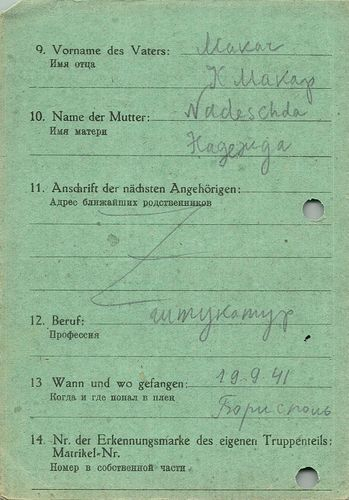 9. Vorname des Vaters: Макач
Имя отца
К Макар
10. Name der Mutter: Nadeschda
Имя матери
Надежда
11. Anschrift der nächsten Angehörigen:
Адрес ближайших родственников
12. Beruf: штукатур
Профессия
13 Wann und wo gefangen: 19.9.41
Когда и где попал в плец
Борисполь
14. Nr. der Erkennungsmarke des eigenen Truppenteils:
Matrikel-Nr.
Номер в собственной части